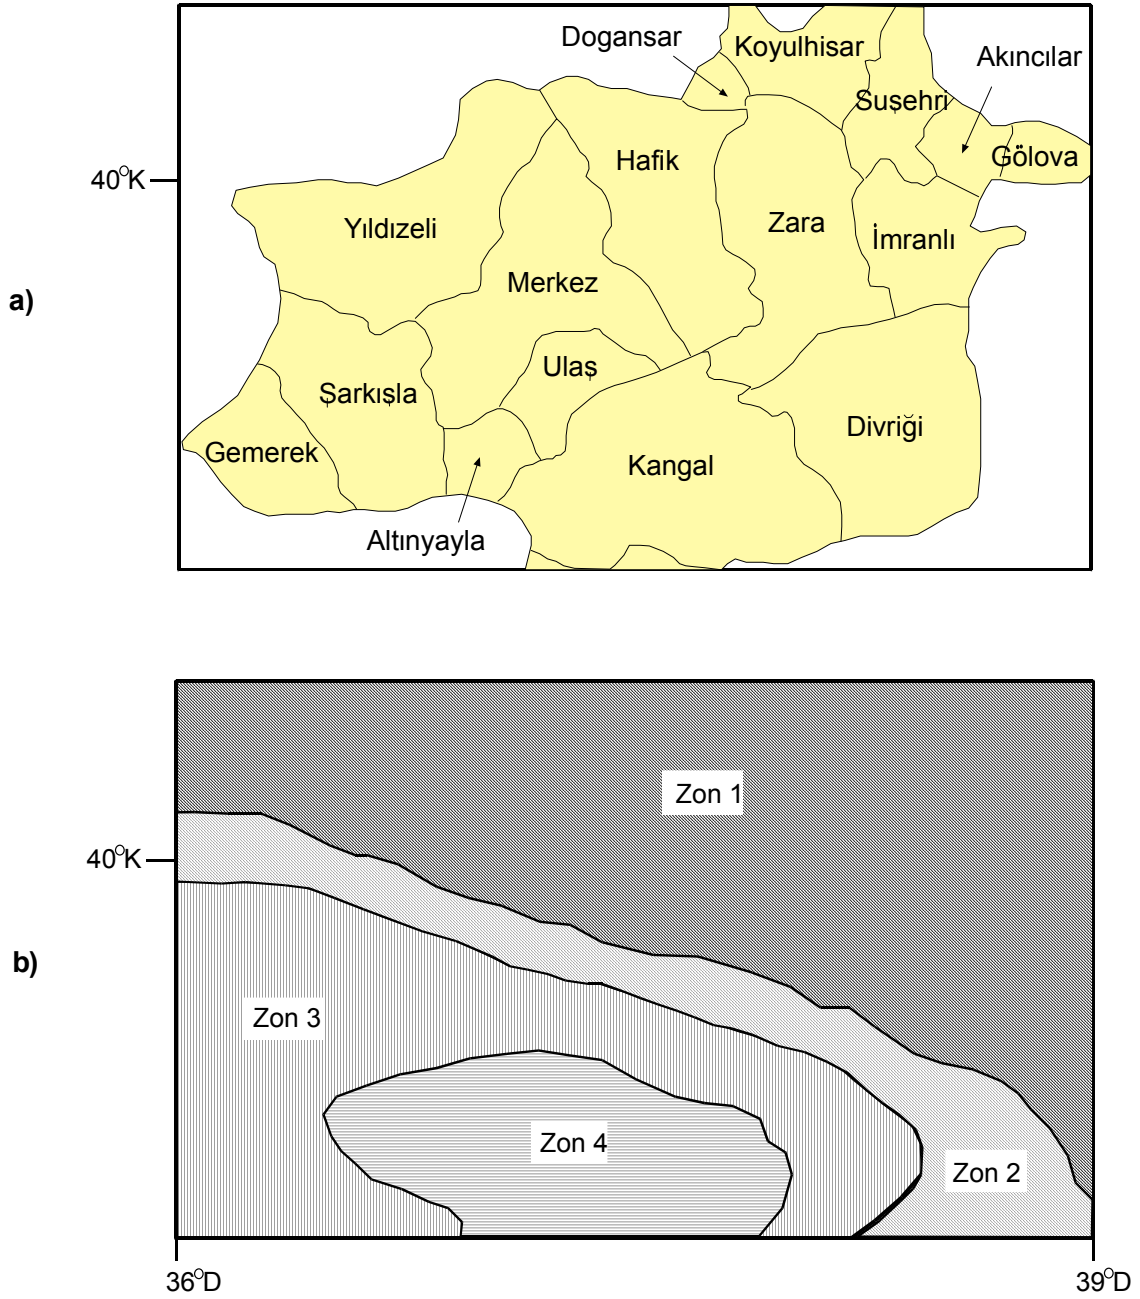 Dogansar
Koyulhisar
Akıncılar
Suşehri
Hafik
Gölova
40°K
Yıldızeli
Zara
İmranlı
Merkez
a)
Ulaş
Şarkışla
Divriği
Gemerek
Kangal
Altınyayla
Zon 1
40°K
b)
Zon 3
Zon 4
Zon 2
36°D
39°D